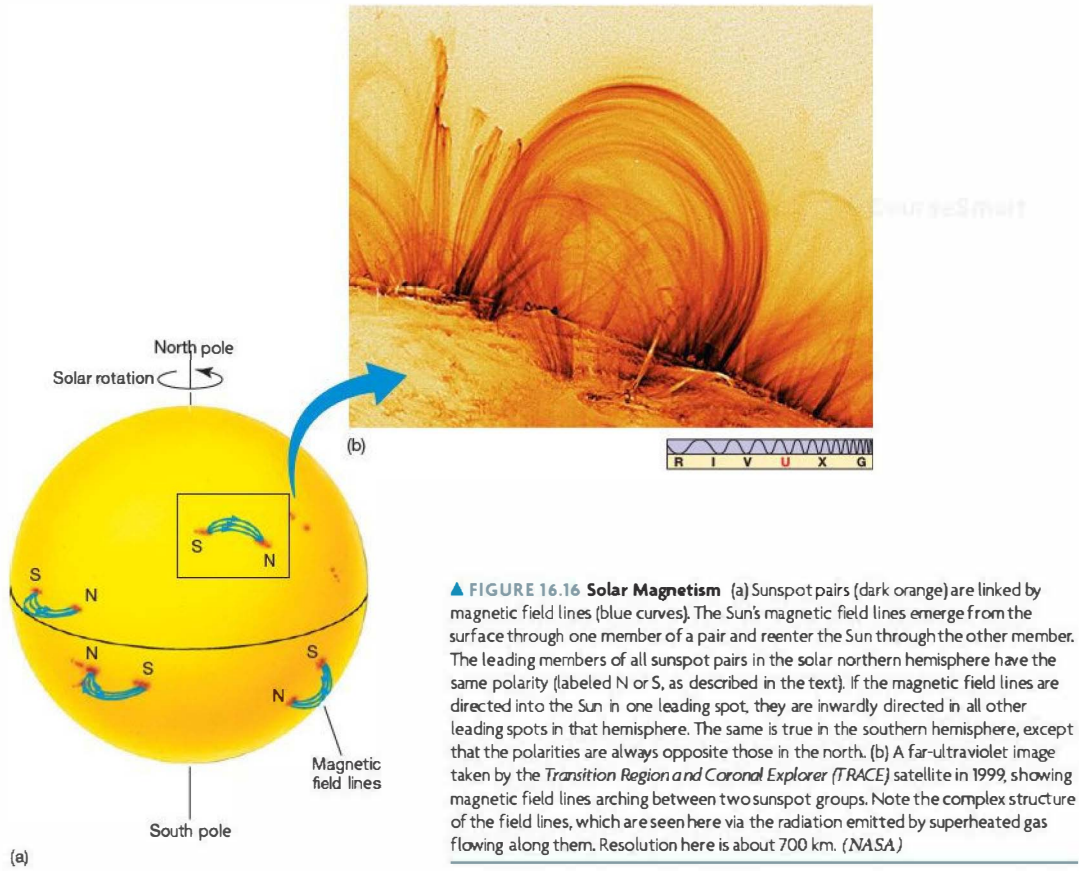 CourseSmart
North pole
Solar rotation
(b)
R I V U X G
S
N
S
N
N
S
S
N
Magnetic
field lines
South pole
(a)
▲ FIGURE 16.16 Solar Magnetism (a) Sunspot pairs (dark orange) are linked by
magnetic field lines (blue curves). The Sun's magnetic field lines emerge from the
surface through one member of a pair and reenter the Sun through the other member.
The leading members of all sunspot pairs in the solar northern hemisphere have the
same polarity (labeled N or S, as described in the text). If the magnetic field lines are
directed into the Sun in one leading spot, they are inwardly directed in all other
leading spots in that hemisphere. The same is true in the southern hemisphere, except
that the polarities are always opposite those in the north. (b) A far-ultraviolet image
taken by the Transition Region and Coronal Explorer (TRACE) satellite in 1999, showing
magnetic field lines arching between two sunspot groups. Note the complex structure
of the field lines, which are seen here via the radiation emitted by superheated gas
flowing along them. Resolution here is about 700 km. (NASA)